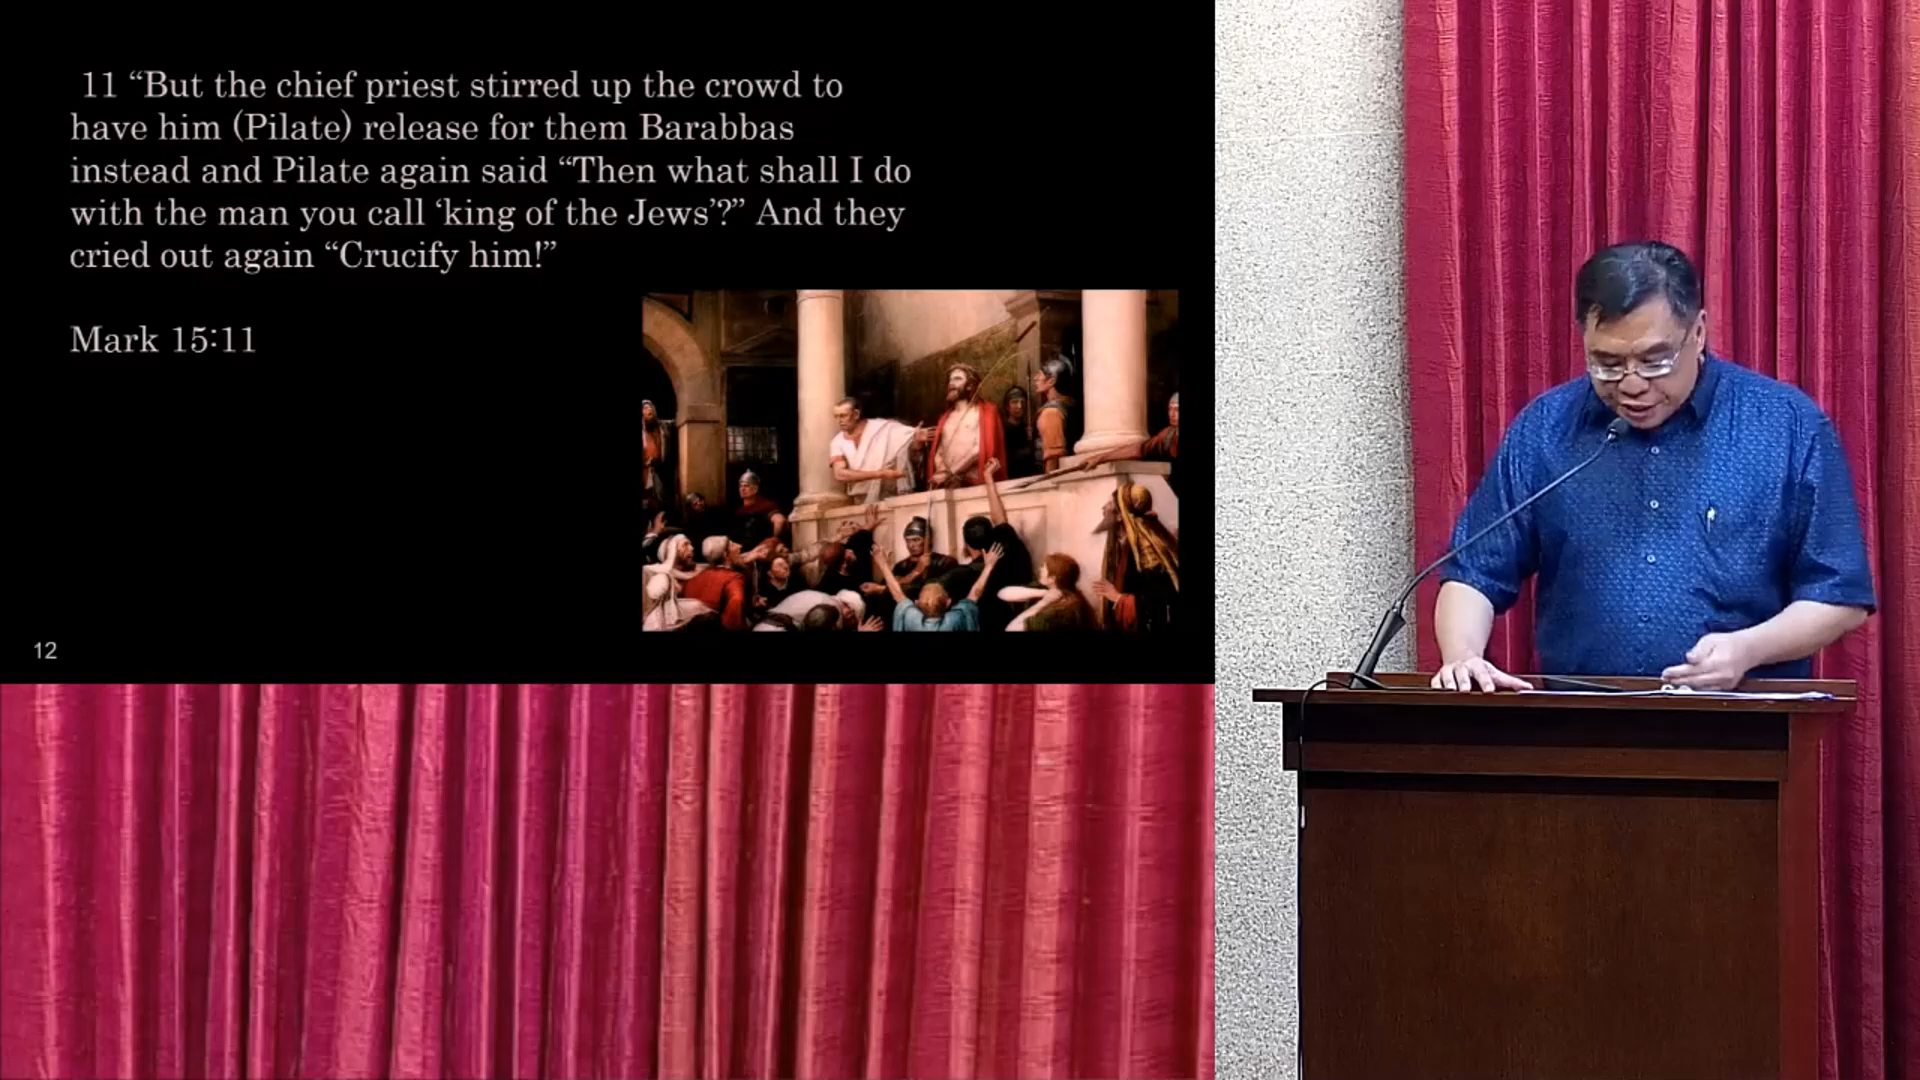 11 “But the chief priest stirred up the crowd to
have him (Pilate) release for them Barabbas
instead and Pilate again said “Then what shall I do
with the man you call ‘king of the Jews’?” And they
cried out again “Crucify him!”
Mark 15:11
12